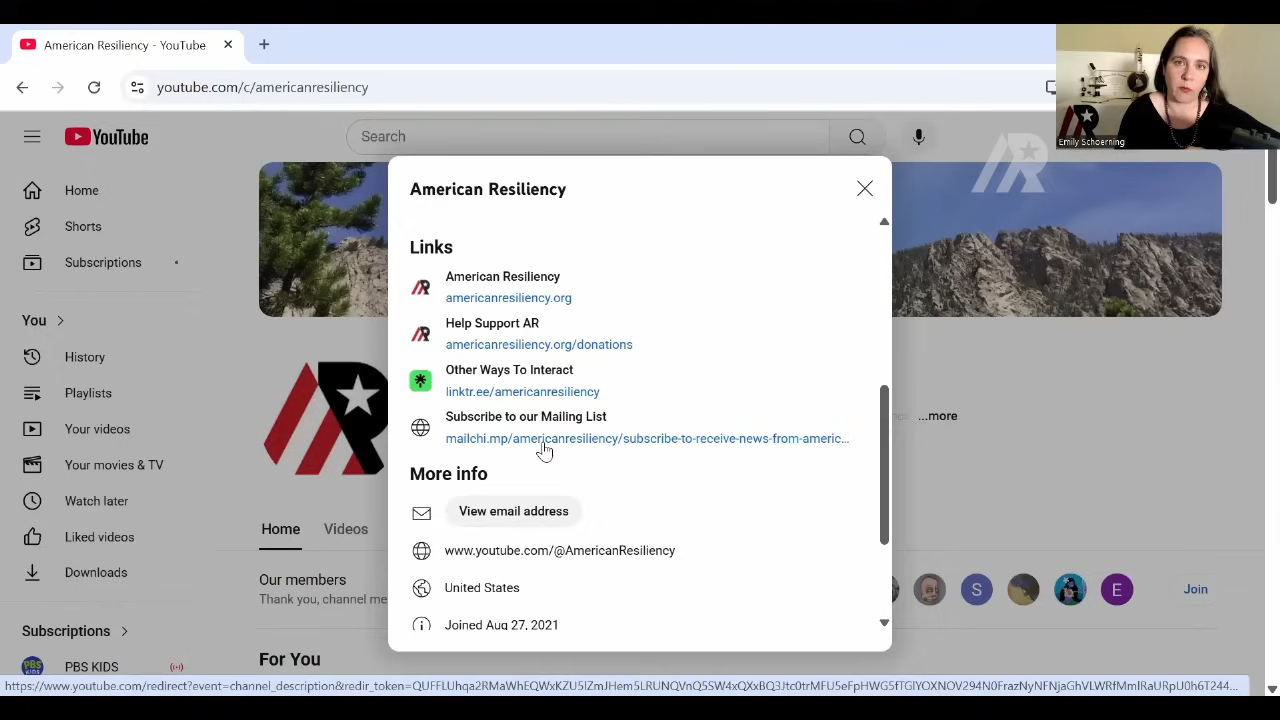 American Resiliency - YouTube
youtube.com/c/americanresiliency
Emily Schoerning
YouTube
Search
AR
Home
Shorts
Subscriptions
You
History
Playlists
Your videos
Your movies & TV
Watch later
Liked videos
Downloads
Subscriptions
PBS KIDS
American Resiliency
Links
American Resiliency
americanresiliency.org
Help Support AR
americanresiliency.org/donations
Other Ways To Interact
linktr.ee/americanresiliency
Subscribe to our Mailing List
mailchi.mp/americanresiliency/subscribe-to-receive-news-from-americ...
More info
View email address
www.youtube.com/@AmericanResiliency
United States
Joined Aug 27, 2021
...more
Home Videos
Our members
Thank you, channel me
S
E
Join
For You